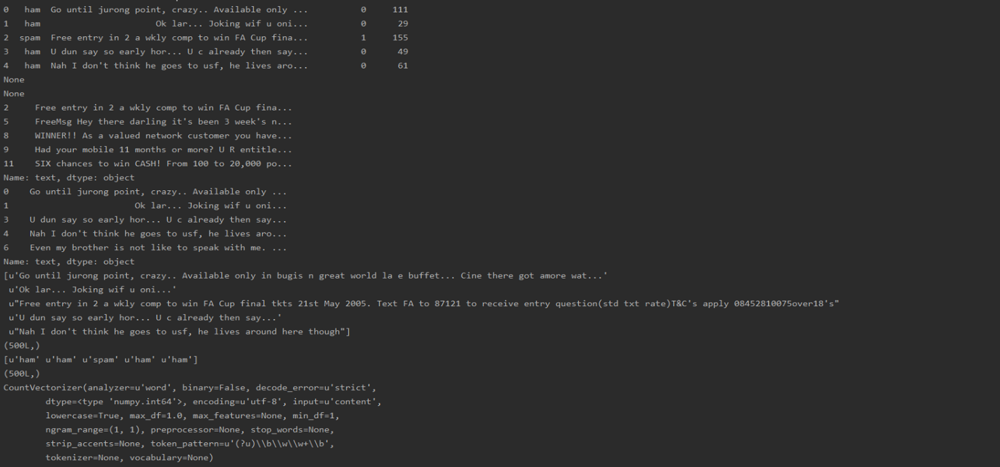 0   ham  Go until jurong point, crazy.. Available only ...          0     111
1   ham                      Ok lar... Joking wif u oni...          0      29
2  spam  Free entry in 2 a wkly comp to win FA Cup fina...          1     155
3   ham  U dun say so early hor... U c already then say...          0      49
4   ham  Nah I don't think he goes to usf, he lives aro...          0      61
None
None
2     Free entry in 2 a wkly comp to win FA Cup fina...
5     FreeMsg Hey there darling it's been 3 week's n...
8     WINNER!! As a valued network customer you have...
9     Had your mobile 11 months or more? U R entitle...
11    SIX chances to win CASH! From 100 to 20,000 po...
Name: text, dtype: object
0    Go until jurong point, crazy.. Available only ...
1                        Ok lar... Joking wif u oni...
3    U dun say so early hor... U c already then say...
4    Nah I don't think he goes to usf, he lives aro...
6    Even my brother is not like to speak with me. ...
Name: text, dtype: object
[u'Go until jurong point, crazy.. Available only in bugis n great world la e buffet... Cine there got amore wat...'
 u'Ok lar... Joking wif u oni...'
 u"Free entry in 2 a wkly comp to win FA Cup final tkts 21st May 2005. Text FA to 87121 to receive entry question(std txt rate)T&C's apply 08452810075over18's"
 u'U dun say so early hor... U c already then say...'
 u"Nah I don't think he goes to usf, he lives around here though"]
(500L,)
[u'ham' u'ham' u'spam' u'ham' u'ham']
(500L,)
CountVectorizer(analyzer=u'word', binary=False, decode_error=u'strict',
        dtype=<type 'numpy.int64'>, encoding=u'utf-8', input=u'content',
        lowercase=True, max_df=1.0, max_features=None, min_df=1,
        ngram_range=(1, 1), preprocessor=None, stop_words=None,
        strip_accents=None, token_pattern=u'(?u)\\b\\w\\w+\\b',
        tokenizer=None, vocabulary=None)